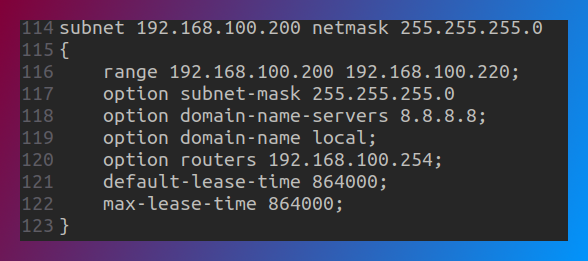 114 subnet 192.168.100.200 netmask 255.255.255.0
115 {
116     range 192.168.100.200 192.168.100.220;
117     option subnet-mask 255.255.255.0
118     option domain-name-servers 8.8.8.8;
119     option domain-name local;
120     option routers 192.168.100.254;
121     default-lease-time 864000;
122     max-lease-time 864000;
123 }